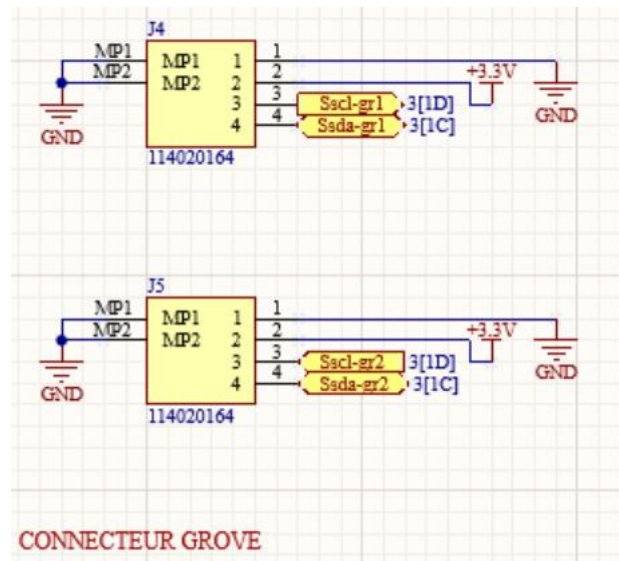 J4
MP1 MP1 1 1
MP2 MP2 2 2 +3.3V
3 3 Sscl-gr1 3[1D]
4 4 Ssda-gr1 3[1C]
GND GND
114020164
J5
MP1 MP1 1 1
MP2 MP2 2 2 +3.3V
3 3 Sscl-gr2 3[1D]
4 4 Ssda-gr2 3[1C]
GND GND
114020164
CONNECTEUR GROVE